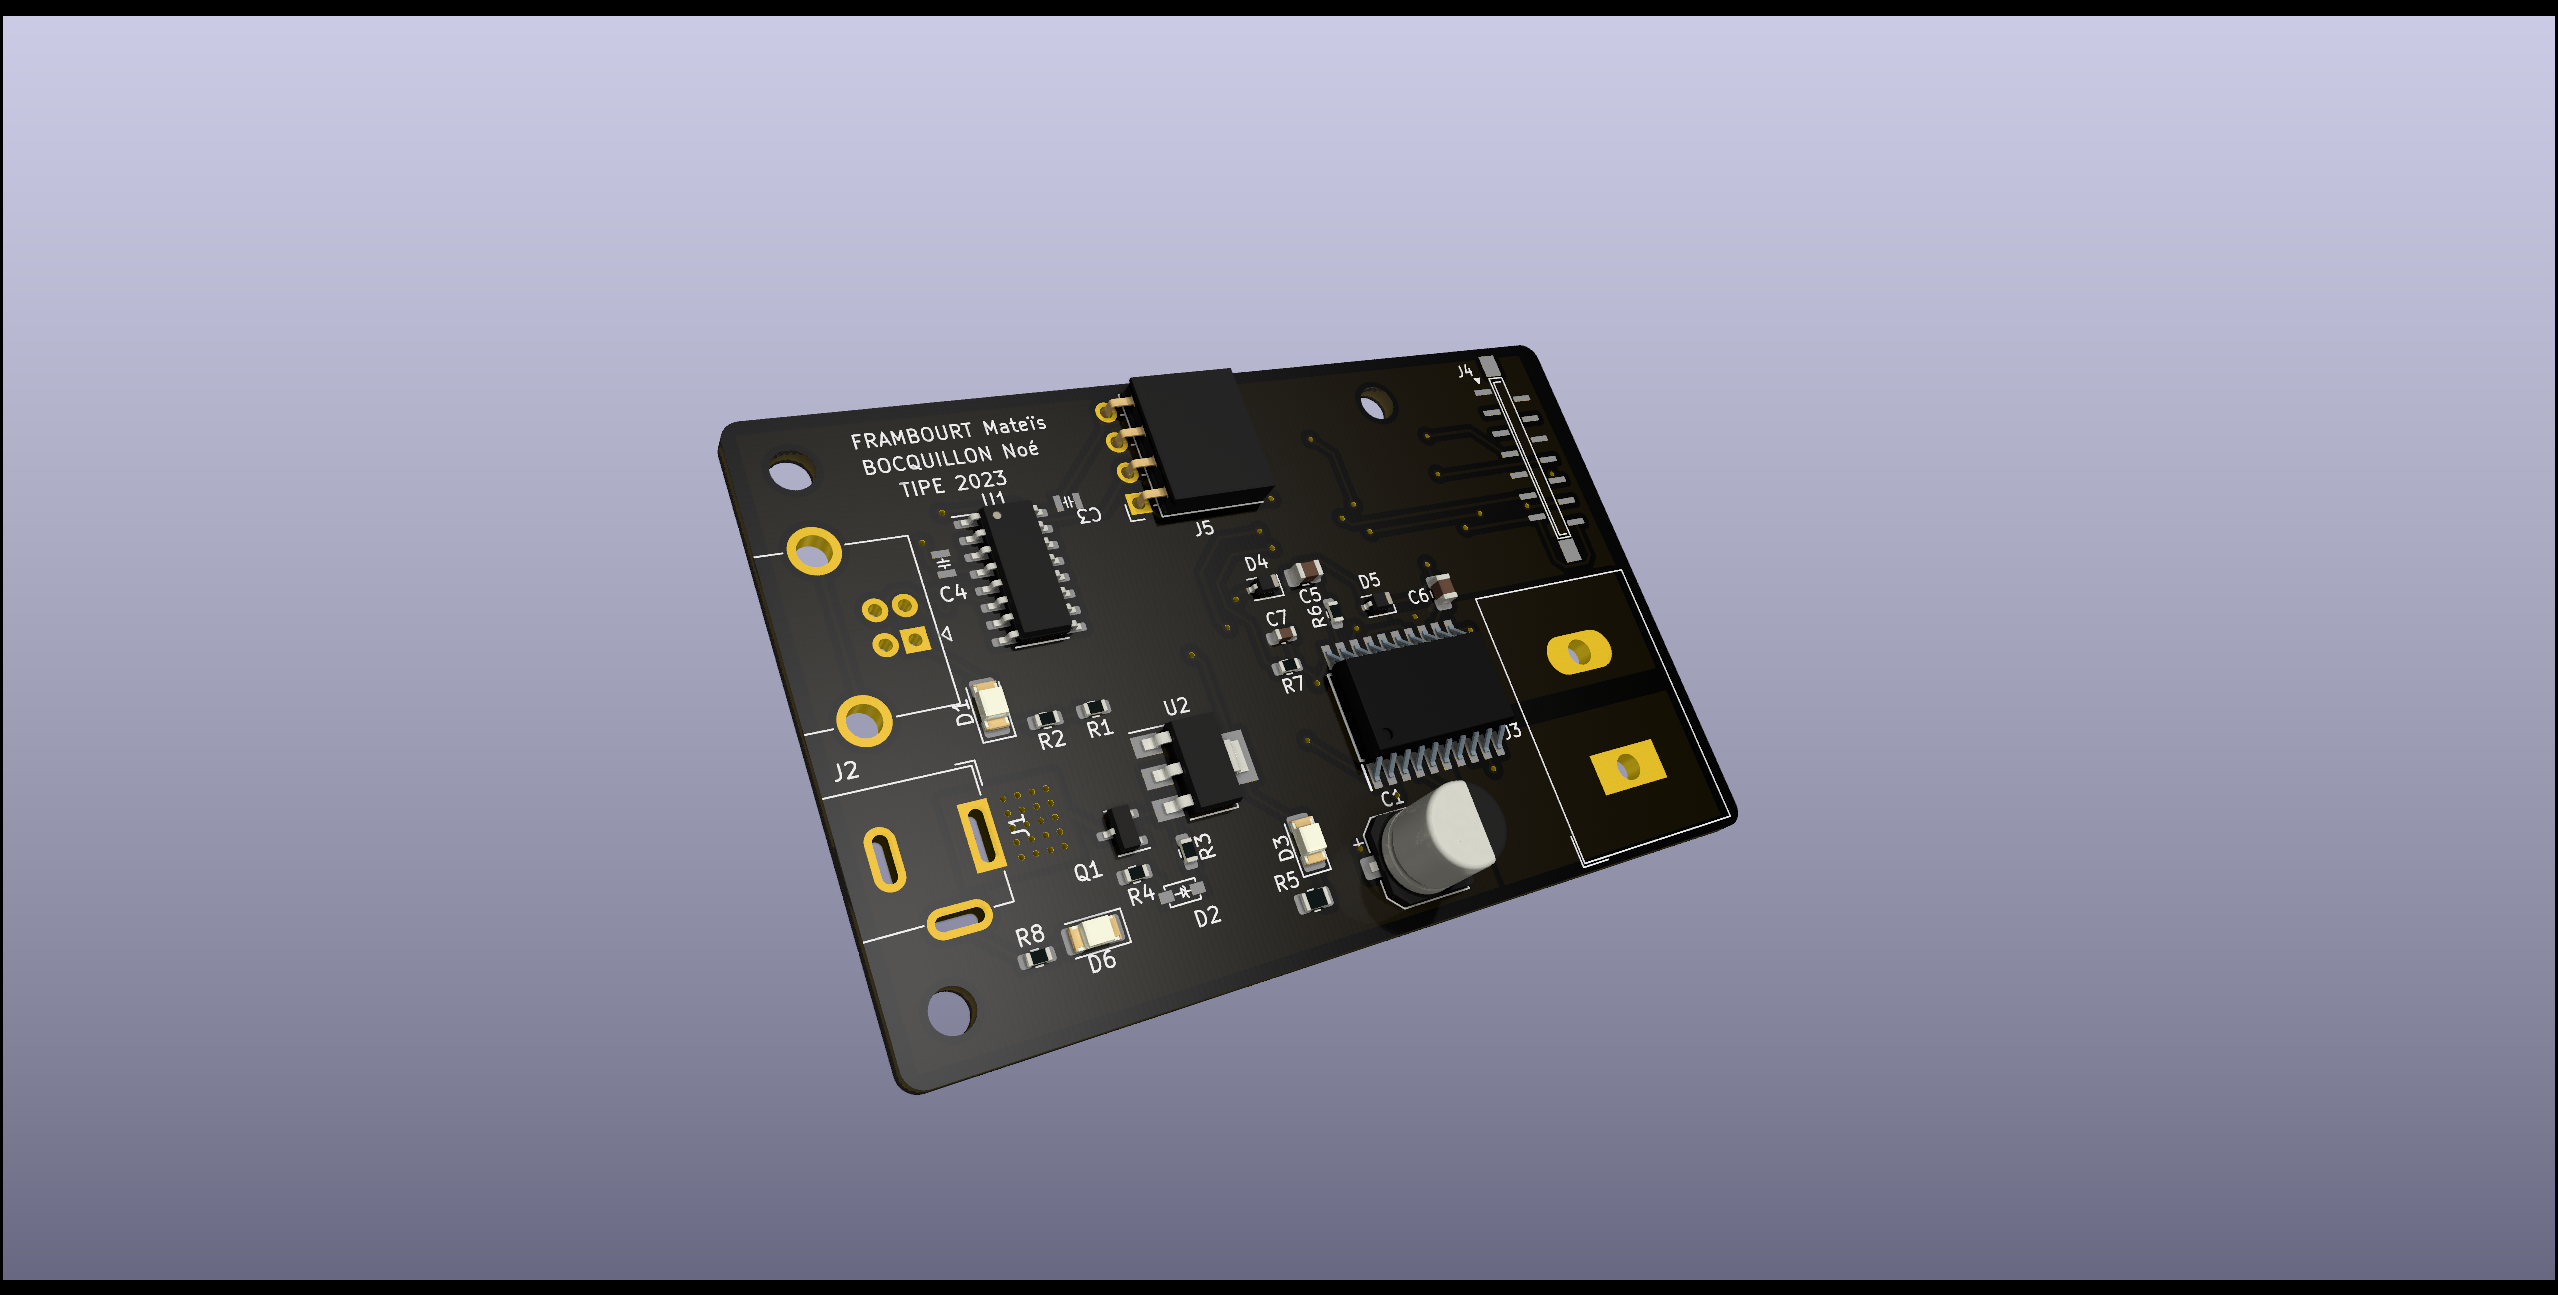 FRAMBOURT Mateïs
BOCQUILLON Noé
TIPE 2023
U1
C3
J5
J4
C4
D4
C5
D5
C6
R6
C7
R7
D1
R2
R1
U2
J3
J2
J1
C1
+
Q1
R3
D3
R4
R5
D2
R8
D6